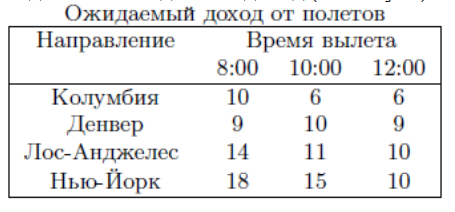 Ожидаемый доход от полетов
Направление Время вылета
8:00 10:00 12:00
Колумбия 10 6 6
Денвер 9 10 9
Лос-Анджелес 14 11 10
Нью-Йорк 18 15 10